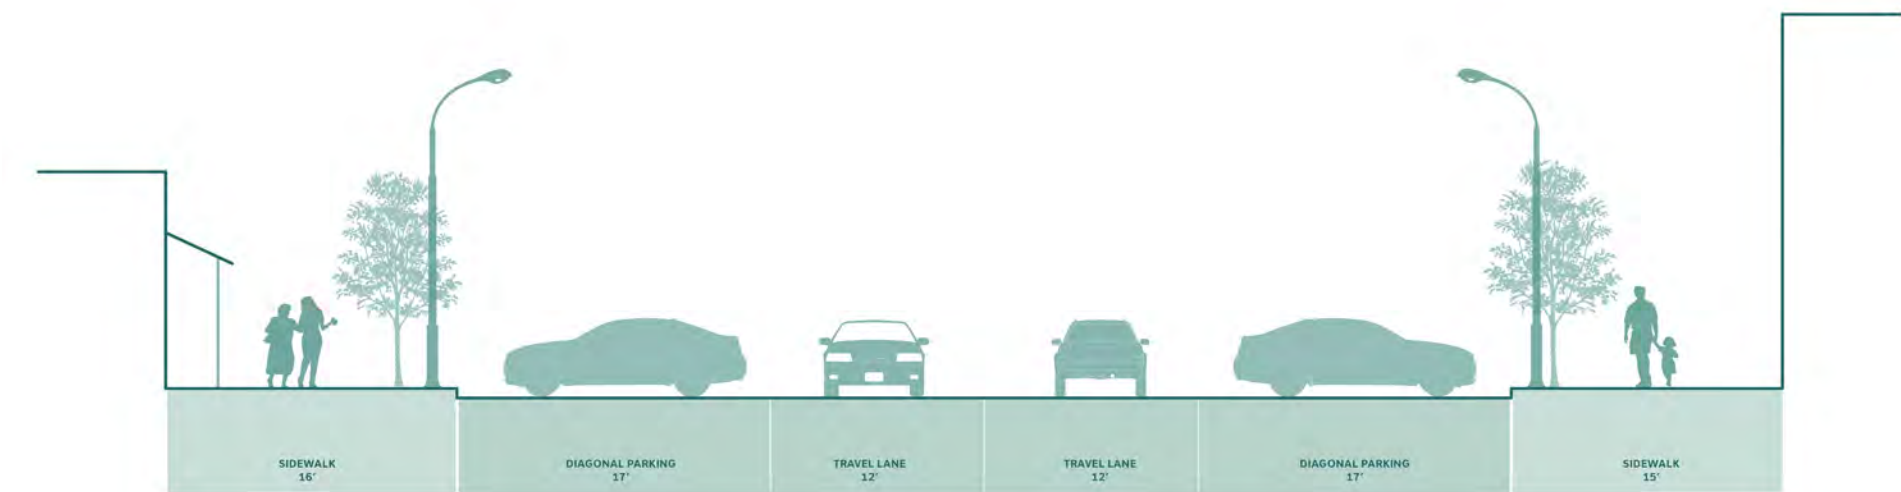 SIDEWALK
16'
DIAGONAL PARKING
17'
TRAVEL LANE
12'
TRAVEL LANE
12'
DIAGONAL PARKING
17'
SIDEWALK
15'